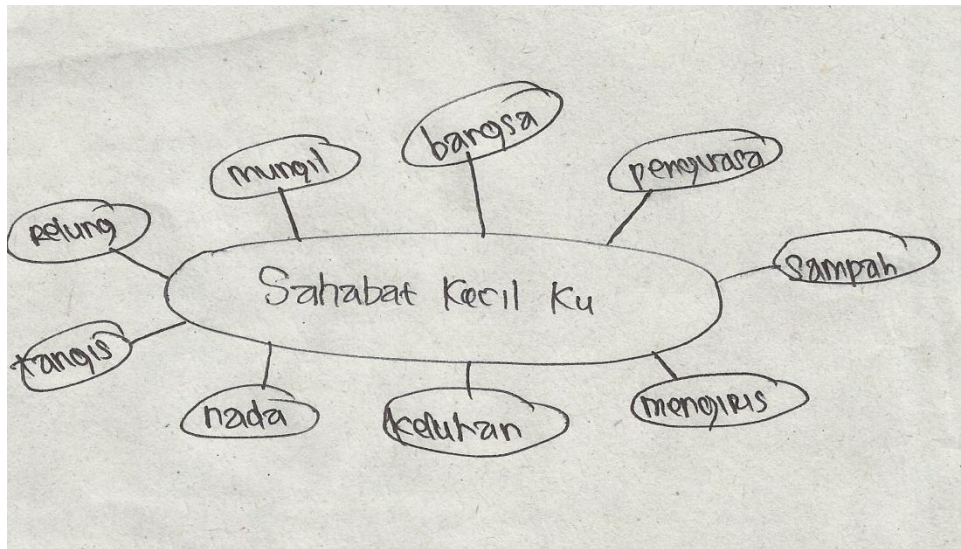 bangsa
mungil
penguasa
Relung
Sampah
Sahabat Kecil Ku
tangis
nada
keluhan
mengiris